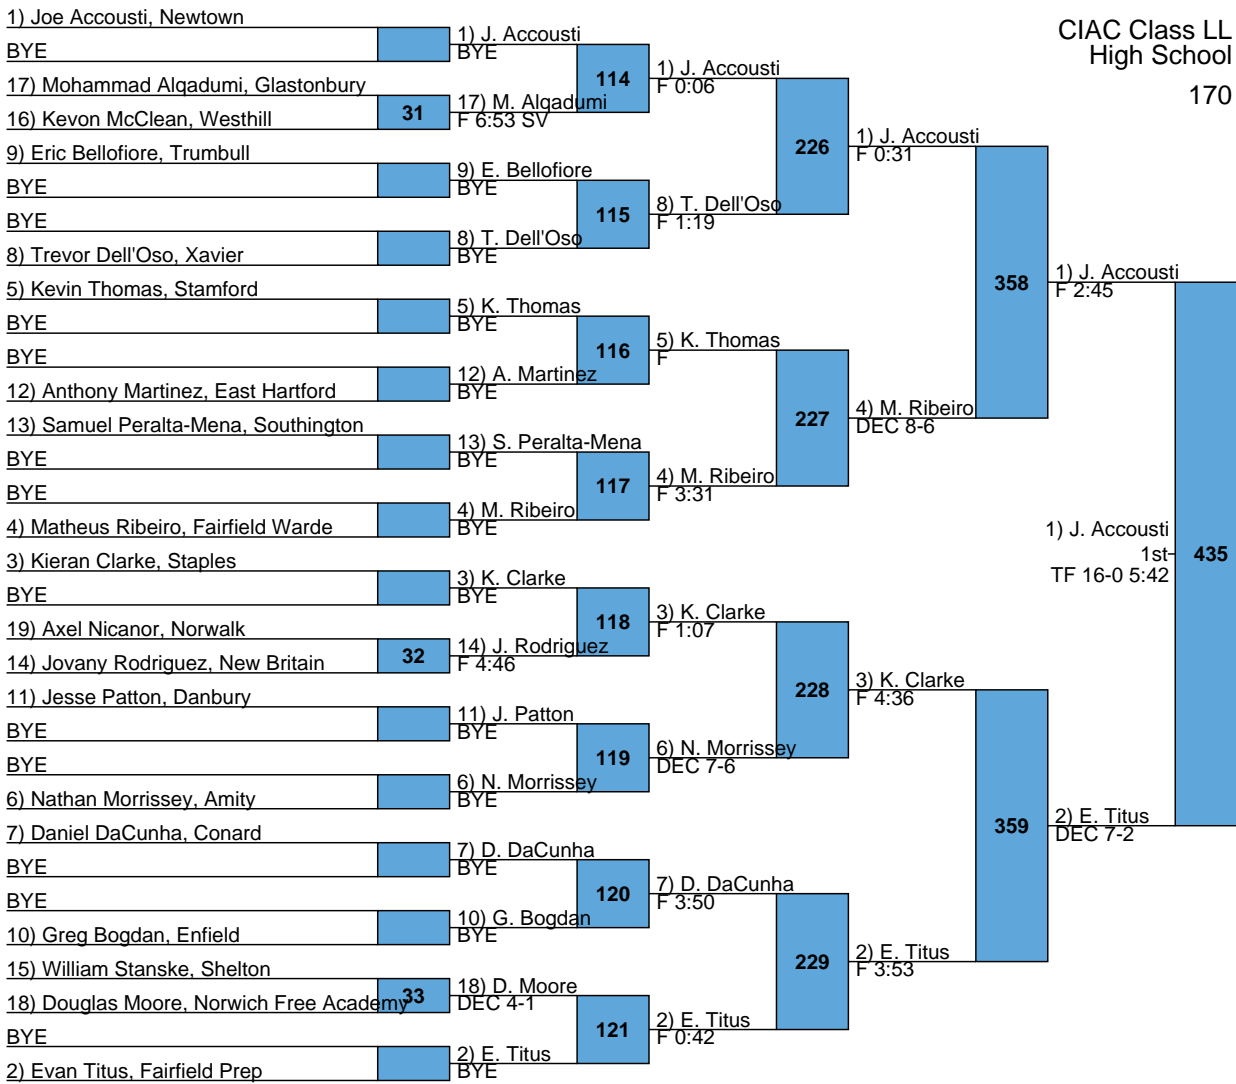 CIAC Class LL
High School
170
1) Joe Accousti, Newtown
BYE
17) Mohammad Alqadumi, Glastonbury
16) Kevon McClean, Westhill
9) Eric Bellofiore, Trumbull
BYE
BYE
8) Trevor Dell'Oso, Xavier
5) Kevin Thomas, Stamford
BYE
BYE
12) Anthony Martinez, East Hartford
13) Samuel Peralta-Mena, Southington
BYE
BYE
4) Matheus Ribeiro, Fairfield Warde
3) Kieran Clarke, Staples
BYE
19) Axel Nicanor, Norwalk
14) Jovany Rodriguez, New Britain
11) Jesse Patton, Danbury
BYE
BYE
6) Nathan Morrissey, Amity
7) Daniel DaCunha, Conard
BYE
BYE
10) Greg Bogdan, Enfield
15) William Stanske, Shelton
18) Douglas Moore, Norwich Free Academy
BYE
2) Evan Titus, Fairfield Prep
31
32
33
1) J. Accousti
BYE
17) M. Alqadumi
F 6:53 SV
9) E. Bellofiore
BYE
8) T. Dell'Oso
BYE
5) K. Thomas
BYE
12) A. Martinez
BYE
13) S. Peralta-Mena
BYE
4) M. Ribeiro
BYE
3) K. Clarke
BYE
14) J. Rodriguez
F 4:46
11) J. Patton
BYE
6) N. Morrissey
BYE
7) D. DaCunha
BYE
10) G. Bogdan
BYE
18) D. Moore
DEC 4-1
2) E. Titus
BYE
114
115
116
117
118
119
120
121
1) J. Accousti
F 0:06
8) T. Dell'Oso
F 1:19
5) K. Thomas
F
4) M. Ribeiro
F 3:31
3) K. Clarke
F 1:07
6) N. Morrissey
DEC 7-6
7) D. DaCunha
F 3:50
2) E. Titus
F 0:42
226
227
228
229
1) J. Accousti
F 0:31
4) M. Ribeiro
DEC 8-6
3) K. Clarke
F 4:36
2) E. Titus
F 3:53
358
359
1) J. Accousti
F 2:45
2) E. Titus
DEC 7-2
1) J. Accousti
1st
TF 16-0 5:42
435